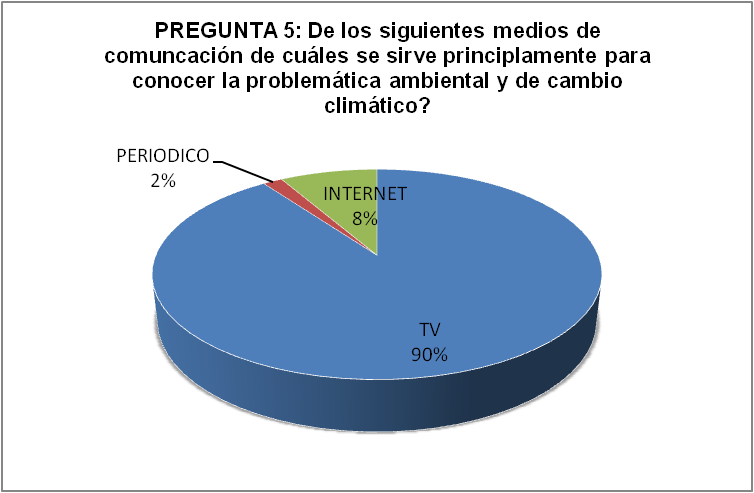 PREGUNTA 5: De los siguientes medios de
comuncación de cuáles se sirve principlamente para
conocer la problemática ambiental y de cambio
climático?
PERIODICO
2%
INTERNET
8%
TV
90%